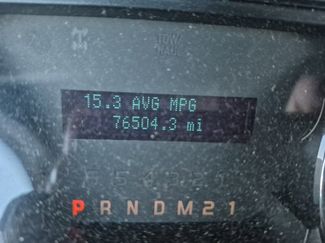 15.3 AVG MPG
76504.3 mi
P R N D M 2 1